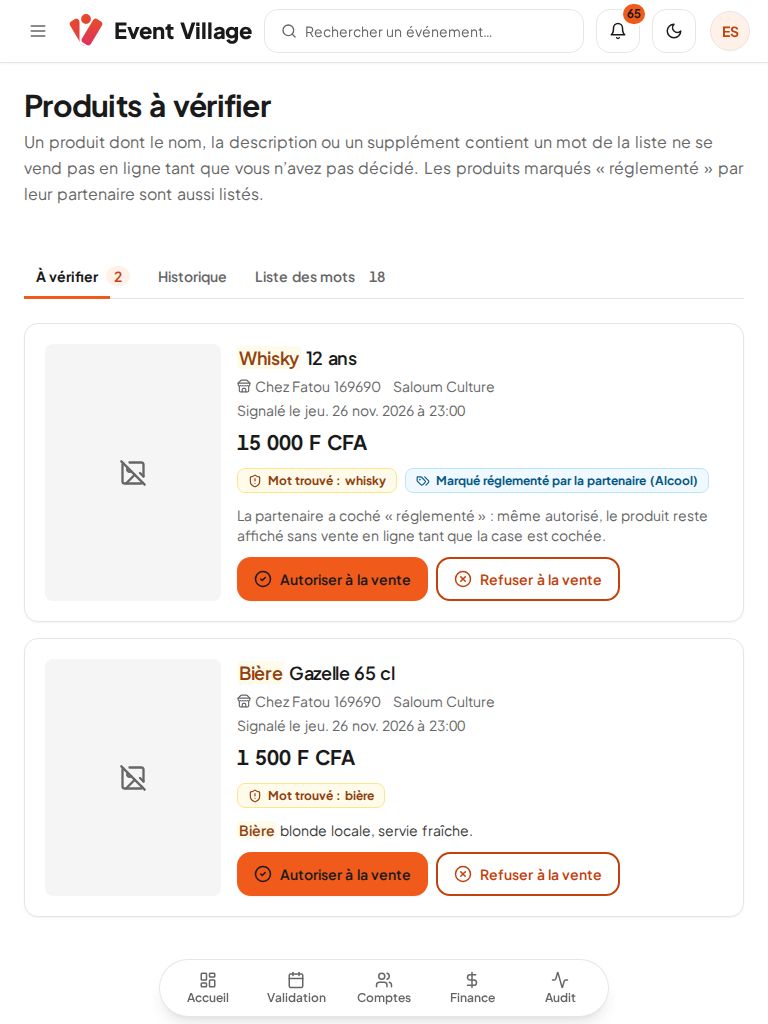 Event Village
Rechercher un événement...
65
ES
Produits à vérifier
Un produit dont le nom, la description ou un supplément contient un mot de la liste ne se
vend pas en ligne tant que vous n'avez pas décidé. Les produits marqués « réglementé » par
leur partenaire sont aussi listés.
À vérifier 2 Historique Liste des mots 18
Whisky 12 ans
Chez Fatou 169690 Saloum Culture
Signalé le jeu. 26 nov. 2026 à 23:00
15 000 F CFA
Mot trouvé : whisky Marqué réglementé par la partenaire (Alcool)
La partenaire a coché « réglementé » : même autorisé, le produit reste
affiché sans vente en ligne tant que la case est cochée.
Autoriser à la vente Refuser à la vente
Bière Gazelle 65 cl
Chez Fatou 169690 Saloum Culture
Signalé le jeu. 26 nov. 2026 à 23:00
1 500 F CFA
Mot trouvé : bière
Bière blonde locale, servie fraîche.
Autoriser à la vente Refuser à la vente
Accueil Validation Comptes Finance Audit